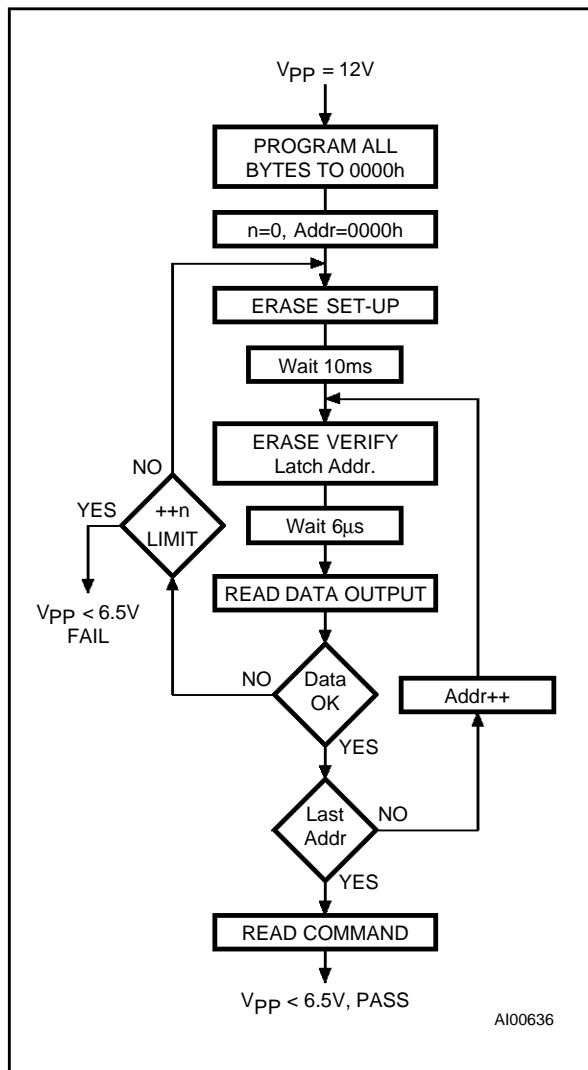 VPP = 12V
PROGRAM ALL
BYTES TO 0000h
n=0, Addr=0000h
ERASE SET-UP
Wait 10ms
ERASE VERIFY
Latch Addr.
NO
YES
++n
LIMIT
Wait 6µs
VPP < 6.5V
FAIL
READ DATA OUTPUT
NO
Data
OK
YES
Addr++
Last
Addr
NO
YES
READ COMMAND
VPP < 6.5V, PASS
AI00636